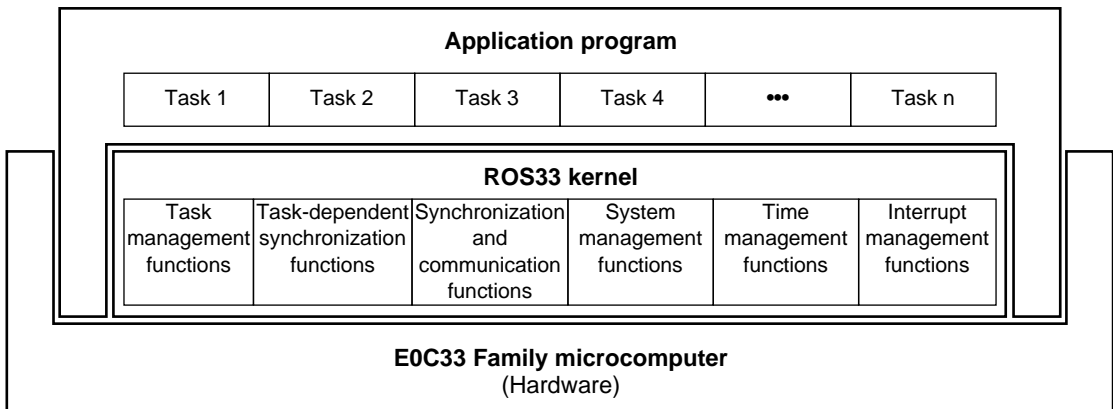 Application program
Task 1
Task 2
Task 3
Task 4
•••
Task n
ROS33 kernel
Task
management
functions
Task-dependent
synchronization
functions
Synchronization
and
communication
functions
System
management
functions
Time
management
functions
Interrupt
management
functions
E0C33 Family microcomputer
(Hardware)